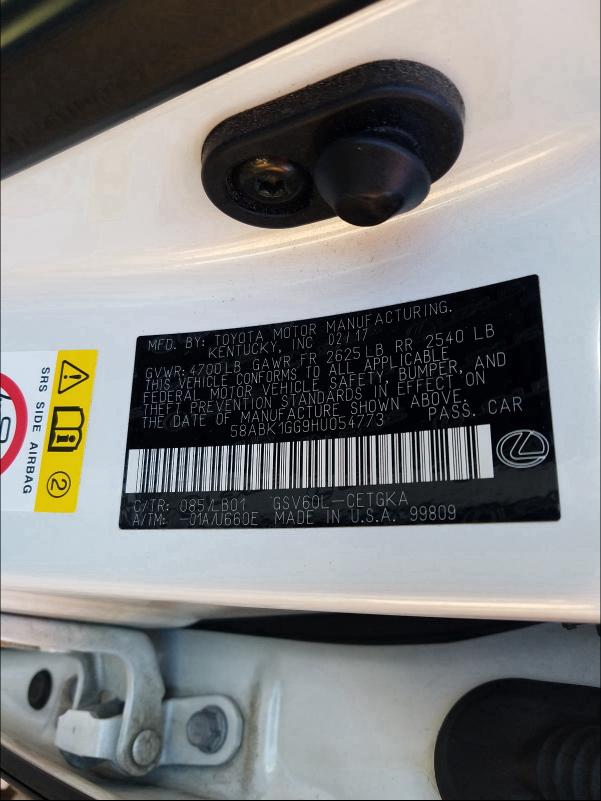 MFD. BY: TOYOTA MOTOR MANUFACTURING.
KENTUCKY, INC 02/17
GVWR: 4700LB GAWR FR 2625LB RR 2540 LB
THIS VEHICLE CONFORMS TO ALL APPLICABLE
FEDERAL MOTOR VEHICLE SAFETY, BUMPER, AND
THEFT PREVENTION STANDARDS IN EFFECT ON
THE DATE OF MANUFACTURE SHOWN ABOVE.
58ABK1GG9HU054773 PASS. CAR
C/TR: 085/LB01 GSV60L-CETGKA
A/TM: -01A/U660E MADE IN U.S.A. 99809
SRS SIDE AIRBAG
2